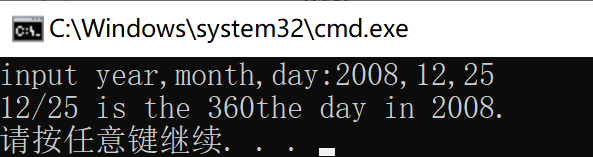 C:\Windows\system32\cmd.exe
input year,month,day:2008,12,25
12/25 is the 360the day in 2008.
请按任意键继续. . .